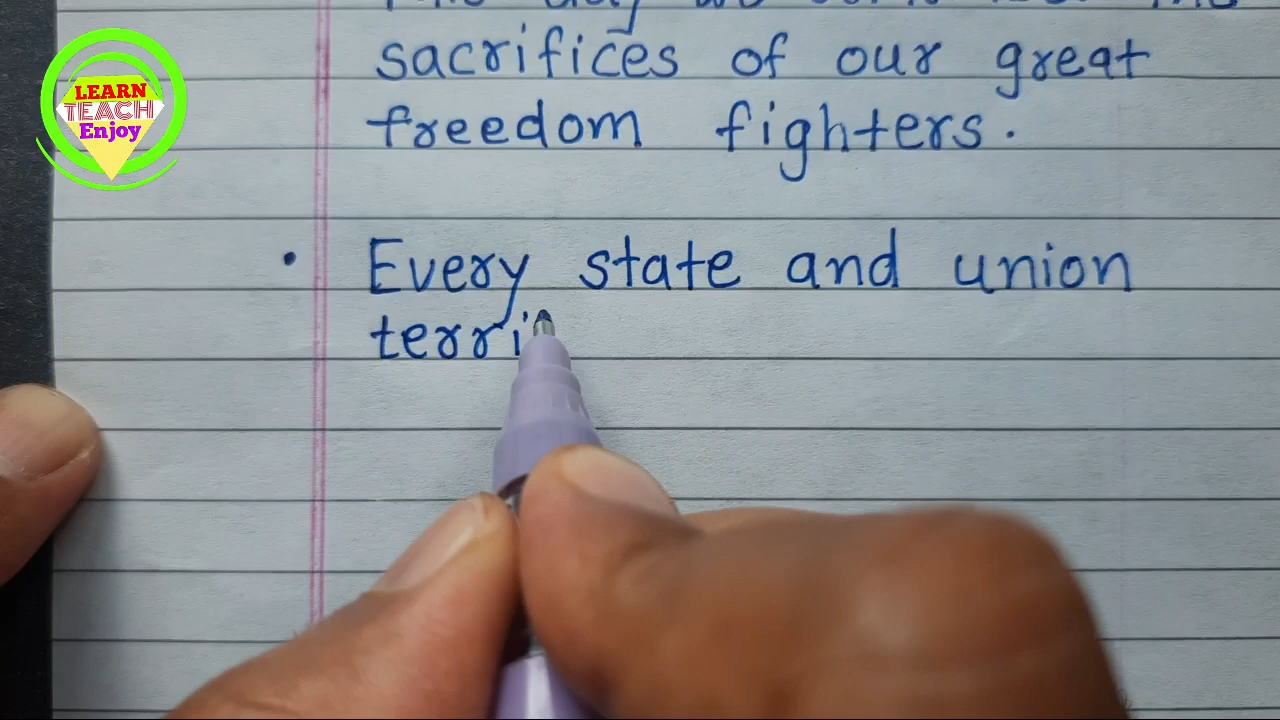 LEARN
TEACH
Enjoy
sacrifices of our great
freedom fighters.
• Every state and union
terri